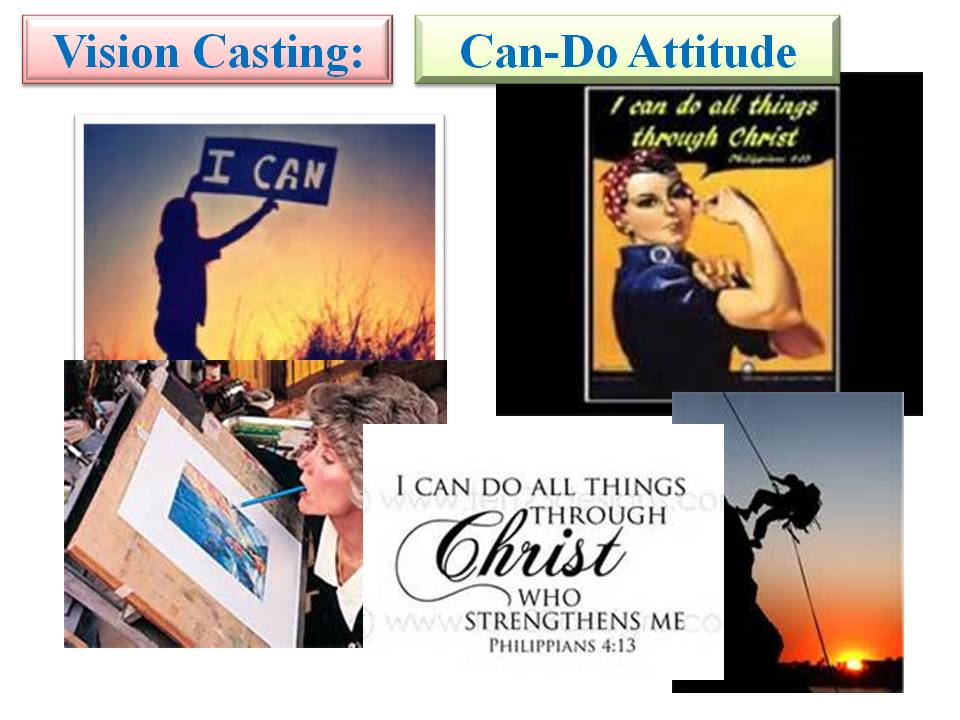 Vision Casting:
Can-Do Attitude
I CAN
I can do all things
through Christ
I CAN DO ALL THINGS
THROUGH
Christ
WHO
STRENGTHENS ME
PHILIPPIANS 4:13